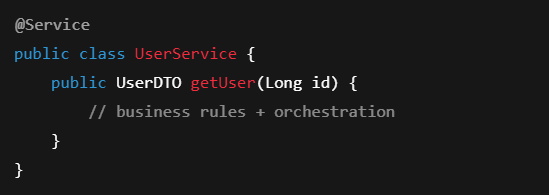 @Service
public class UserService {
    public UserDTO getUser(Long id) {
        // business rules + orchestration
    }
}